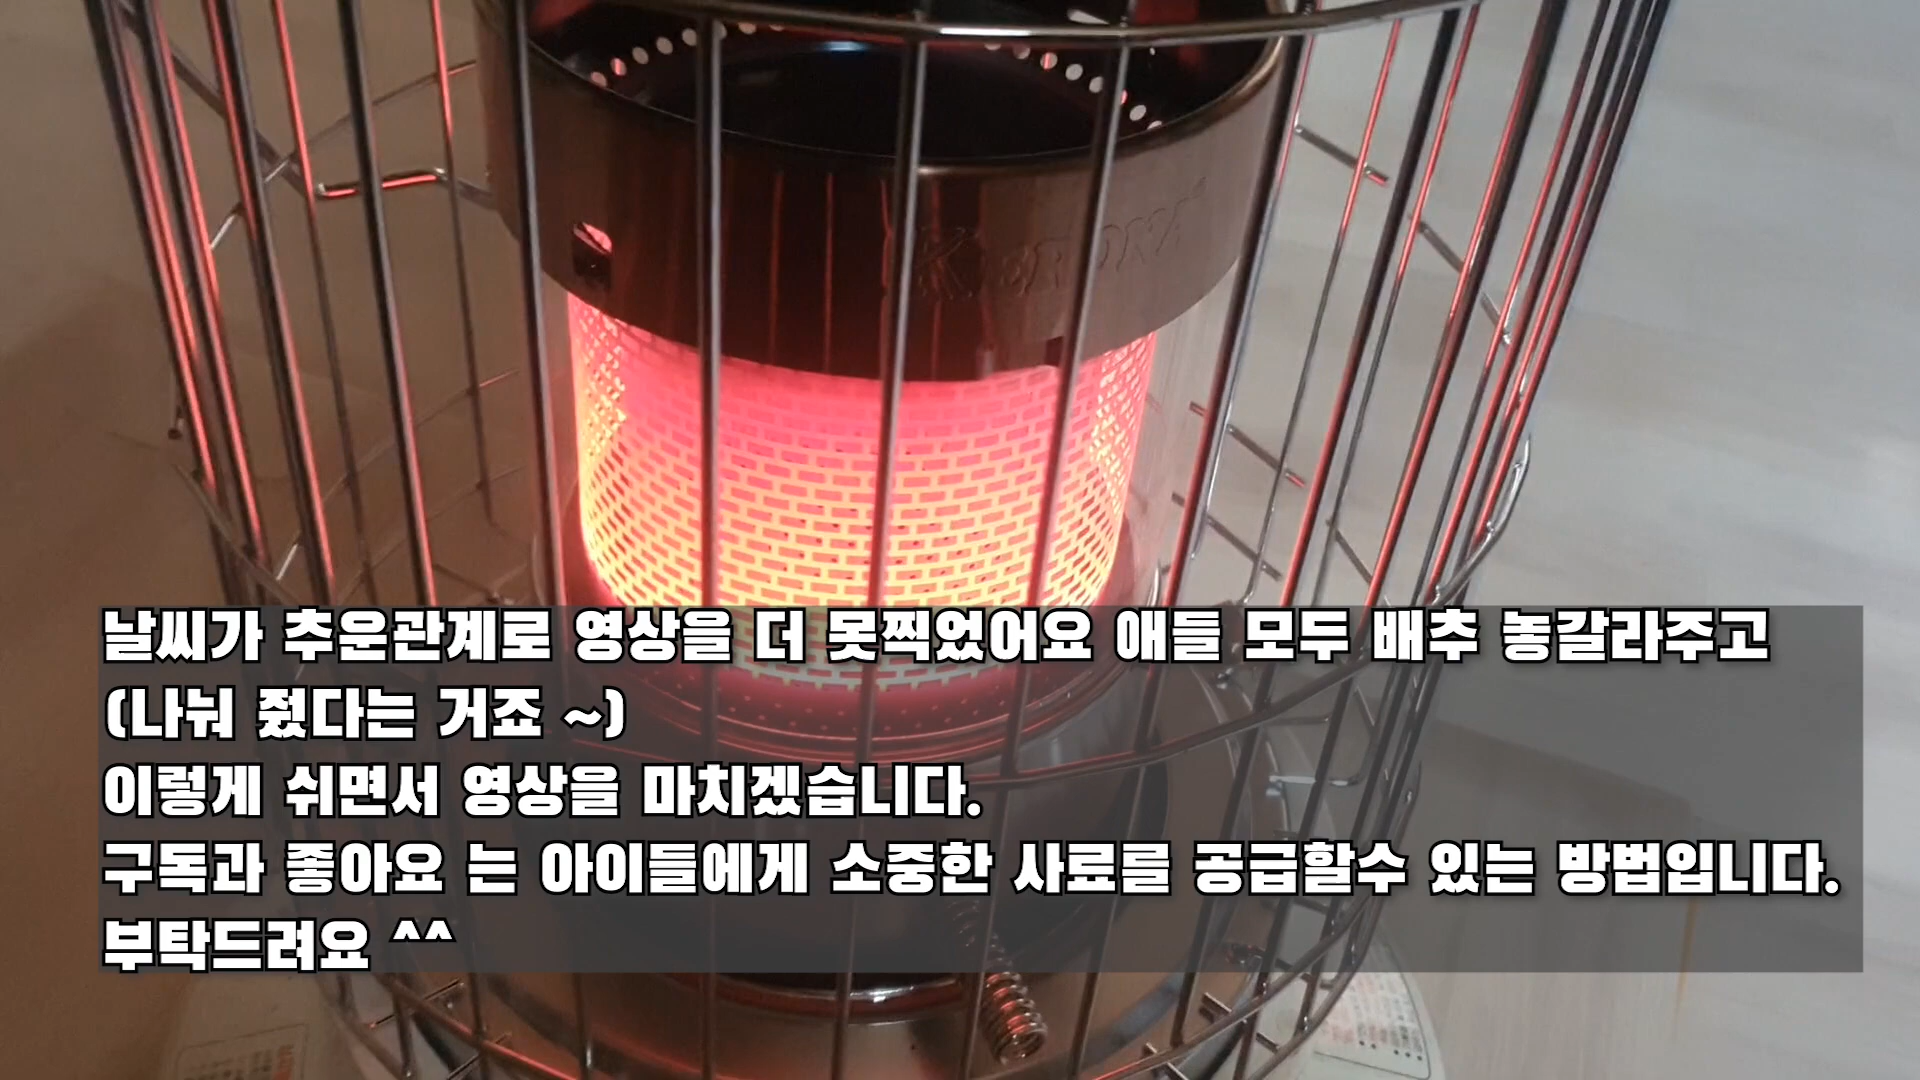 날씨가 추운관계로 영상을 더 못찍었어요 애들 모두 배추 놓갈라주고
(나눠 줬다는 거죠 ~)
이렇게 쉬면서 영상을 마치겠습니다.
구독과 좋아요 는 아이들에게 소중한 사료를 공급할수 있는 방법입니다.
부탁드려요 ^^